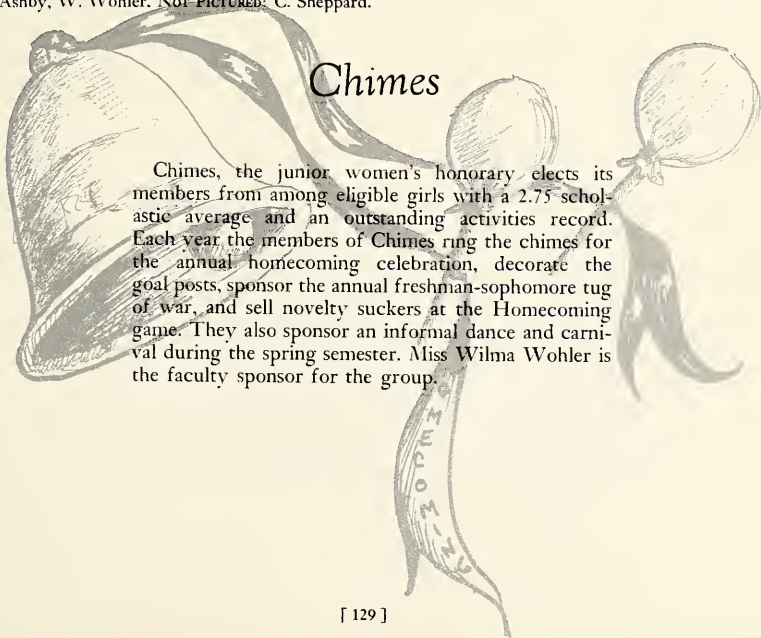 Ashby, W. Wohler. NOT PICTURED: C. Sheppard.
Chimes
Chimes, the junior women's honorary elects its
members from among eligible girls with a 2.75 schol-
astic average and an outstanding activities record.
Each year the members of Chimes ring the chimes for
the annual homecoming celebration, decorate the
goal posts, sponsor the annual freshman-sophomore tug
of war, and sell novelty suckers at the Homecoming
game. They also sponsor an informal dance and carni-
val during the spring semester. Miss Wilma Wohler is
the faculty sponsor for the group.
OMECOMING
[ 129 ]